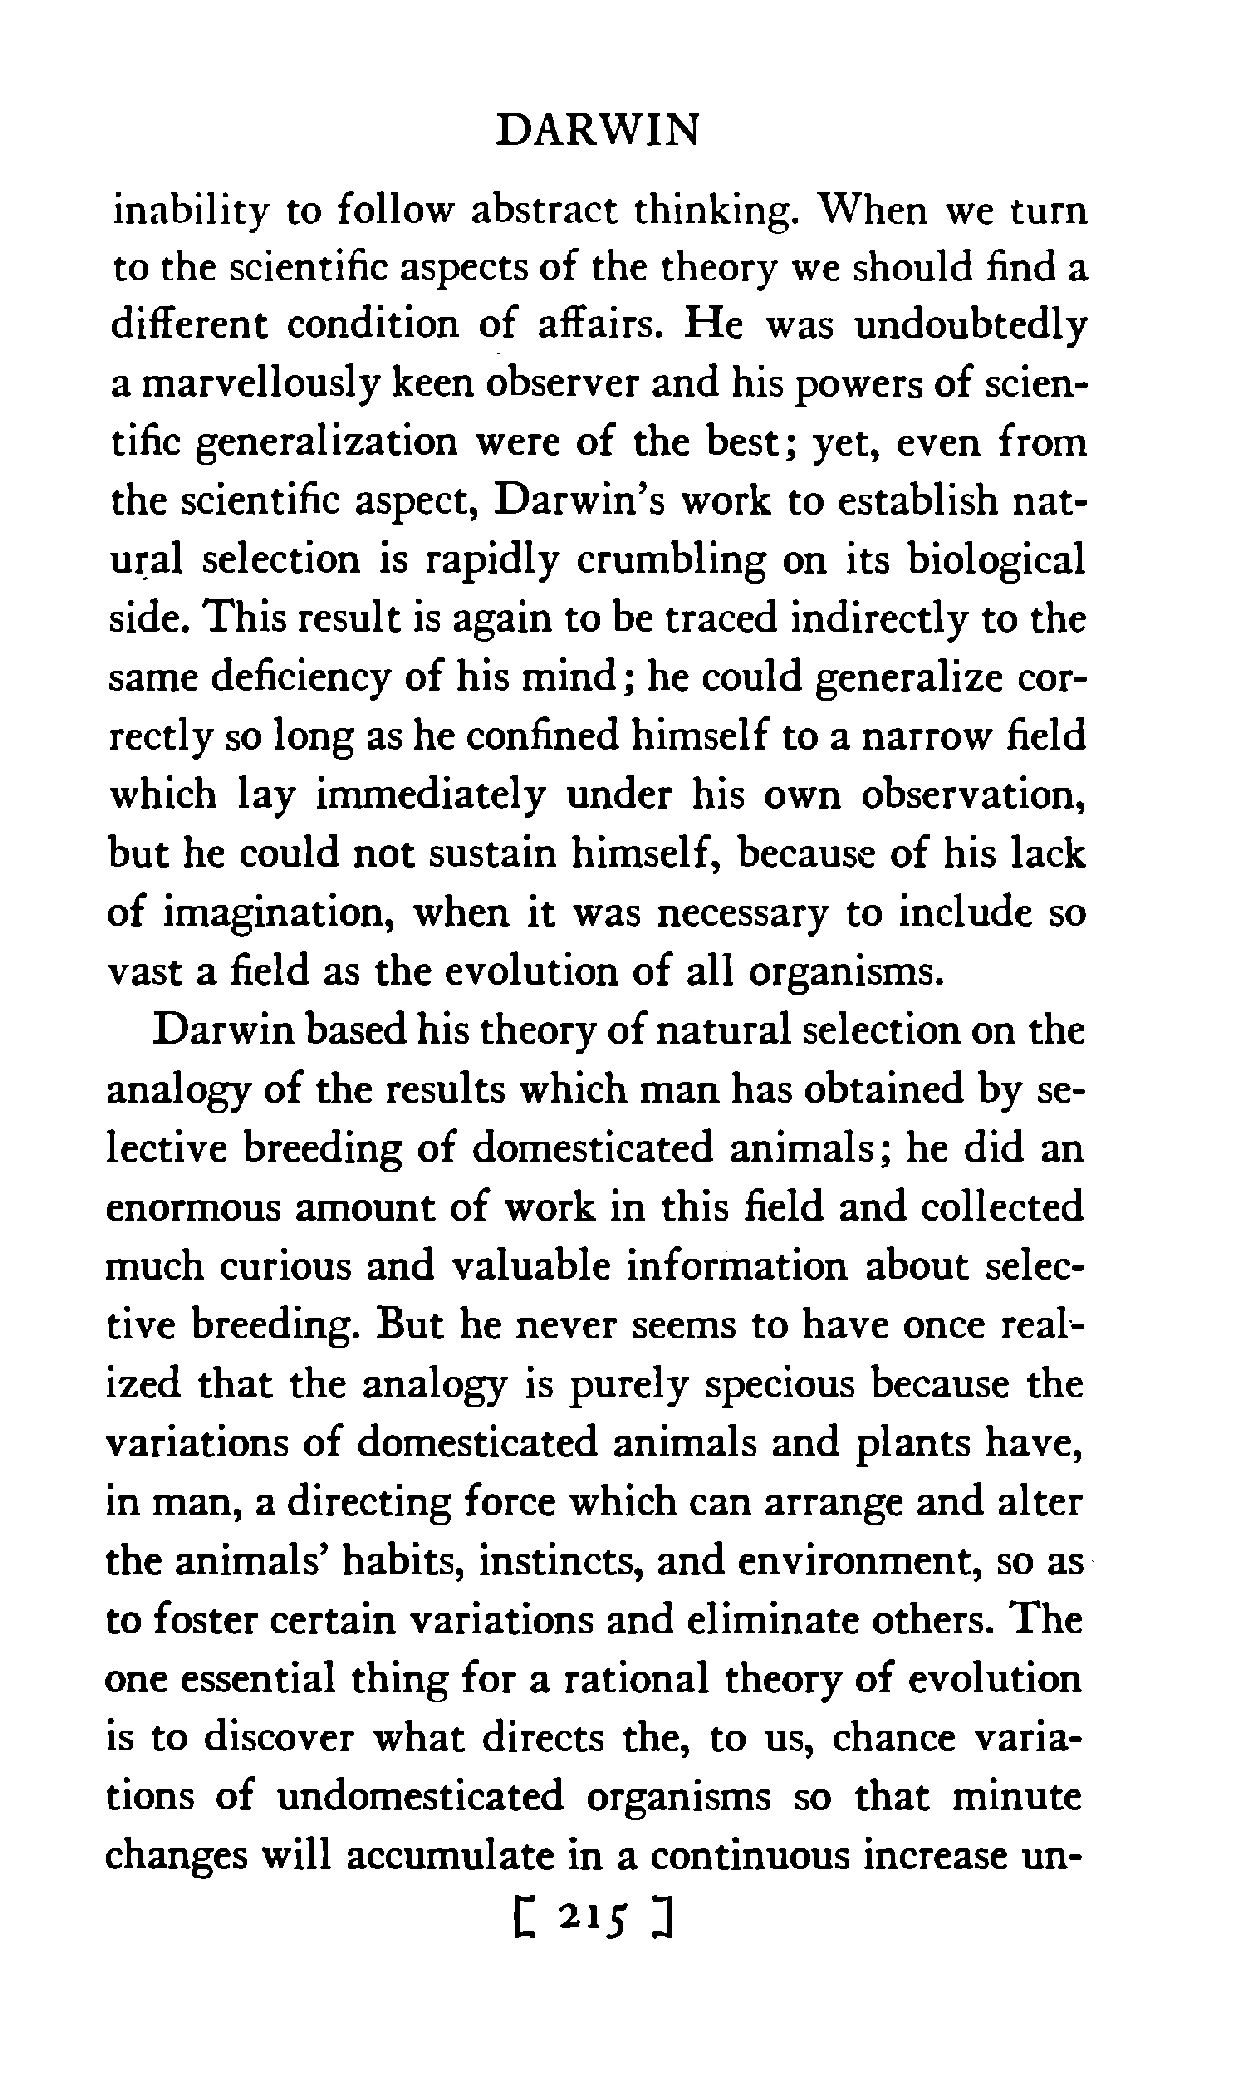 DARWIN
inability to follow abstract thinking. When we turn
to the scientific aspects of the theory we should find a
different condition of affairs. He was undoubtedly
a marvellously keen observer and his powers of scien-
tific generalization were of the best; yet, even from
the scientific aspect, Darwin's work to establish nat-
ural selection is rapidly crumbling on its biological
side. This result is again to be traced indirectly to the
same deficiency of his mind; he could generalize cor-
rectly so long as he confined himself to a narrow field
which lay immediately under his own observation,
but he could not sustain himself, because of his lack
of imagination, when it was necessary to include so
vast a field as the evolution of all organisms.
Darwin based his theory of natural selection on the
analogy of the results which man has obtained by se-
lective breeding of domesticated animals; he did an
enormous amount of work in this field and collected
much curious and valuable information about selec-
tive breeding. But he never seems to have once real-
ized that the analogy is purely specious because the
variations of domesticated animals and plants have,
in man, a directing force which can arrange and alter
the animals' habits, instincts, and environment, so as
to foster certain variations and eliminate others. The
one essential thing for a rational theory of evolution
is to discover what directs the, to us, chance varia-
tions of undomesticated organisms so that minute
changes will accumulate in a continuous increase un-
[ 215 ]